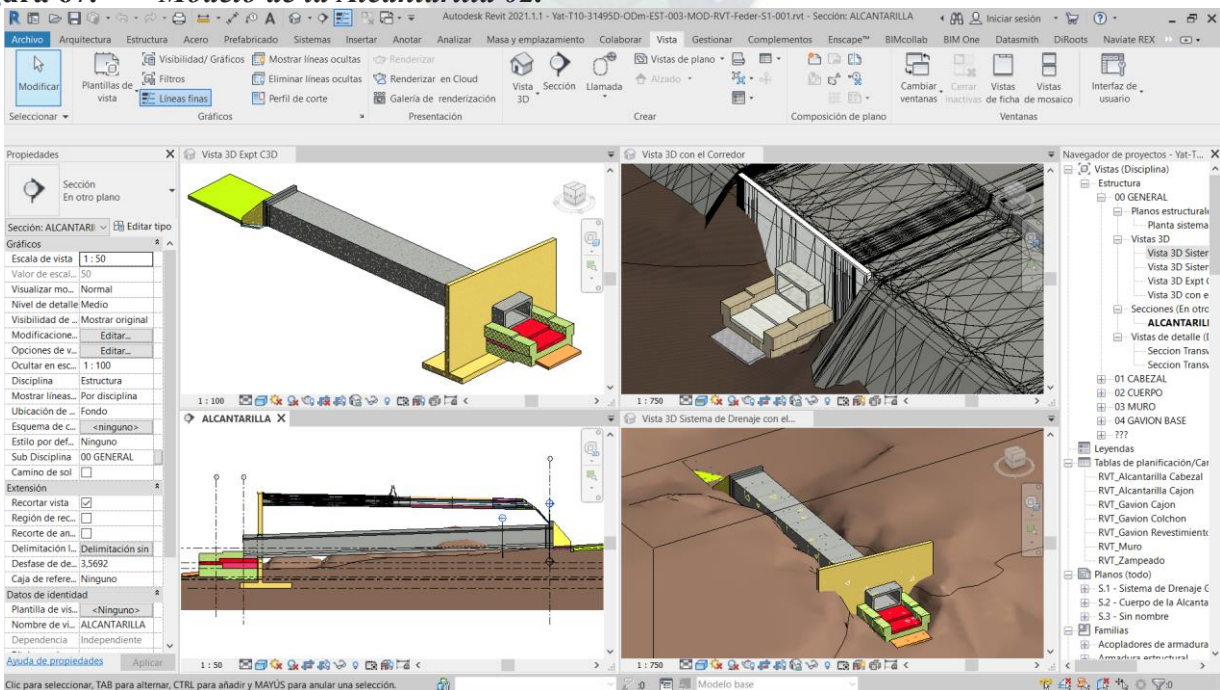 Modelo de la Alcantarilla 02.
Autodesk Revit 2021.1.1 - Yat-T10-31495D-ODm-EST-003-MOD-RVT-Feder-S1-001.rvt - Sección: ALCANTARILLA
Iniciar sesión
Archivo Arquitectura Estructura Acero Prefabricado Sistemas Insertar Anotar Analizar Masa y emplazamiento Colaborar Vista Gestionar Complementos Enscape™ BIMcollab BIM One Datasmith DiRoots Naviate REX
Modificar
Plantillas de vista
Visibilidad/ Gráficos
Filtros
Líneas finas
Mostrar líneas ocultas
Eliminar líneas ocultas
Perfil de corte
Renderizar
Renderizar en Cloud
Galería de renderización
Vista 3D
Sección
Llamada
Vistas de plano
Alzado
Cambiar ventanas
Cerrar inactivas
Vistas de ficha
Vistas de mosaico
Interfaz de usuario
Seleccionar
Gráficos
Presentación
Crear
Composición de plano
Ventanas
Propiedades
Sección
En otro plano
Sección: ALCANTARI
Editar tipo
Gráficos
Escala de vista 1 : 50
Valor de escal... 50
Visualizar mo... Normal
Nivel de detalle Medio
Visibilidad de ... Mostrar original
Modificacione... Editar...
Opciones de v... Editar...
Ocultar en esc... 1 : 100
Disciplina Estructura
Mostrar líneas... Por disciplina
Ubicación de ... Fondo
Esquema de c... <ninguno>
Estilo por def... Ninguno
Sub Disciplina 00 GENERAL
Camino de sol
Extensión
Recortar vista
Región de rec...
Recorte de an...
Delimitación l... Delimitación sin
Desfase de de... 3,5692
Caja de refere... Ninguno
Datos de identidad
Plantilla de vis... <Ninguno>
Nombre de vi... ALCANTARILLA
Dependencia Independiente
Ayuda de propiedades
Aplicar
Vista 3D Expt C3D
1 : 100
Vista 3D con el Corredor
1 : 750
ALCANTARILLA
1 : 50
Vista 3D Sistema de Drenaje con el...
1 : 750
Navegador de proyectos - Yat-T...
Vistas (Disciplina)
Estructura
00 GENERAL
Planos estructurale
Planta sistema
Vistas 3D
Vista 3D Sister
Vista 3D Sister
Vista 3D Expt (
Vista 3D con e
Secciones (En otro
ALCANTARILI
Vistas de detalle (I
Seccion Transv
Seccion Transv
01 CABEZAL
02 CUERPO
03 MURO
04 GAVION BASE
???
Leyendas
Tablas de planificación/Car
RVT_Alcantarilla Cabezal
RVT_Alcantarilla Cajon
RVT_Gavion Cajon
RVT_Gavion Colchon
RVT_Gavion Revestimiento
RVT_Muro
RVT_Zampeado
Planos (todo)
S.1 - Sistema de Drenaje G
S.2 - Cuerpo de la Alcanta
S.3 - Sin nombre
Familias
Acopladores de armadura
Armadura estructural
Clic para seleccionar, TAB para alternar, CTRL para añadir y MAYÚS para anular una selección.
:0
Modelo base
:0